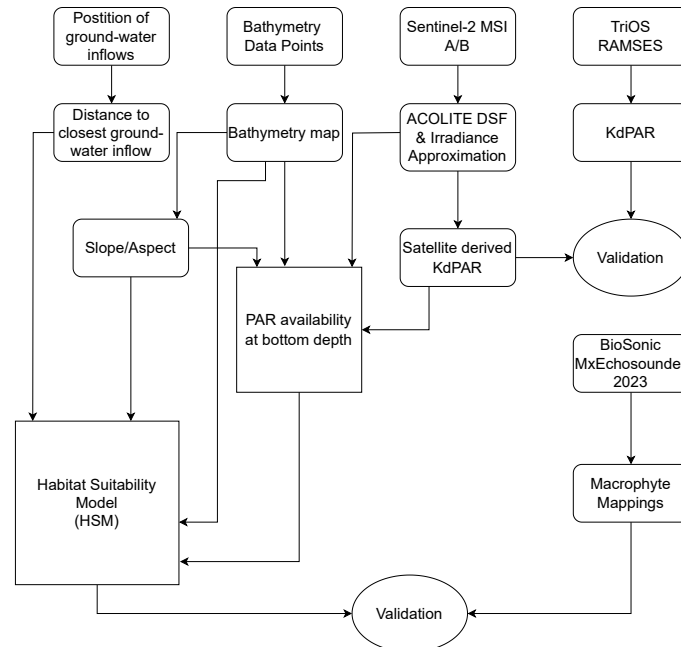 Postition of
ground-water
inflows
Bathymetry
Data Points
Sentinel-2 MSI
A/B
TriOS
RAMSES
Distance to
closest ground-
water inflow
Bathymetry map
ACOLITE DSF
& Irradiance
Approximation
KdPAR
Slope/Aspect
Satellite derived
KdPAR
Validation
PAR availability
at bottom depth
BioSonic
MxEchosounde
2023
Habitat Suitability
Model
(HSM)
Macrophyte
Mappings
Validation